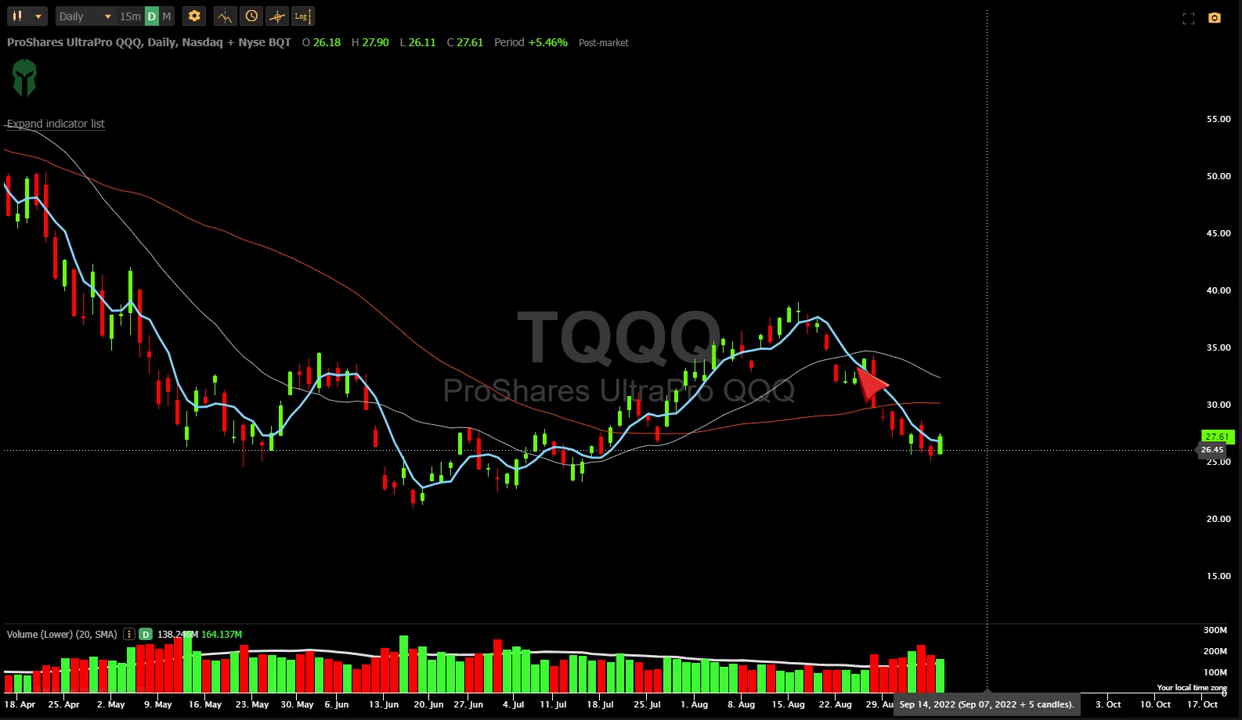 Daily 15m D M Log
ProShares UltraPro QQQ, Daily, Nasdaq + Nyse BQT O 26.18 H 27.90 L 26.11 C 27.61 Period +5.46% Post-market
Expand indicator list
55.00
50.00
45.00
40.00
35.00
30.00
27.61
26.45
25.00
20.00
15.00
TQQQ
ProShares UltraPro QQQ
Volume (Lower) (20, SMA) D 138.246M 164.137M
300M
200M
100M
0
Your local time zone
18. Apr 25. Apr 2. May 9. May 16. May 23. May 30. May 6. Jun 13. Jun 20. Jun 27. Jun 4. Jul 11. Jul 18. Jul 25. Jul 1. Aug 8. Aug 15. Aug 22. Aug 29. Au Sep 14, 2022 (Sep 07, 2022 + 5 candles). 3. Oct 10. Oct 17. Oct